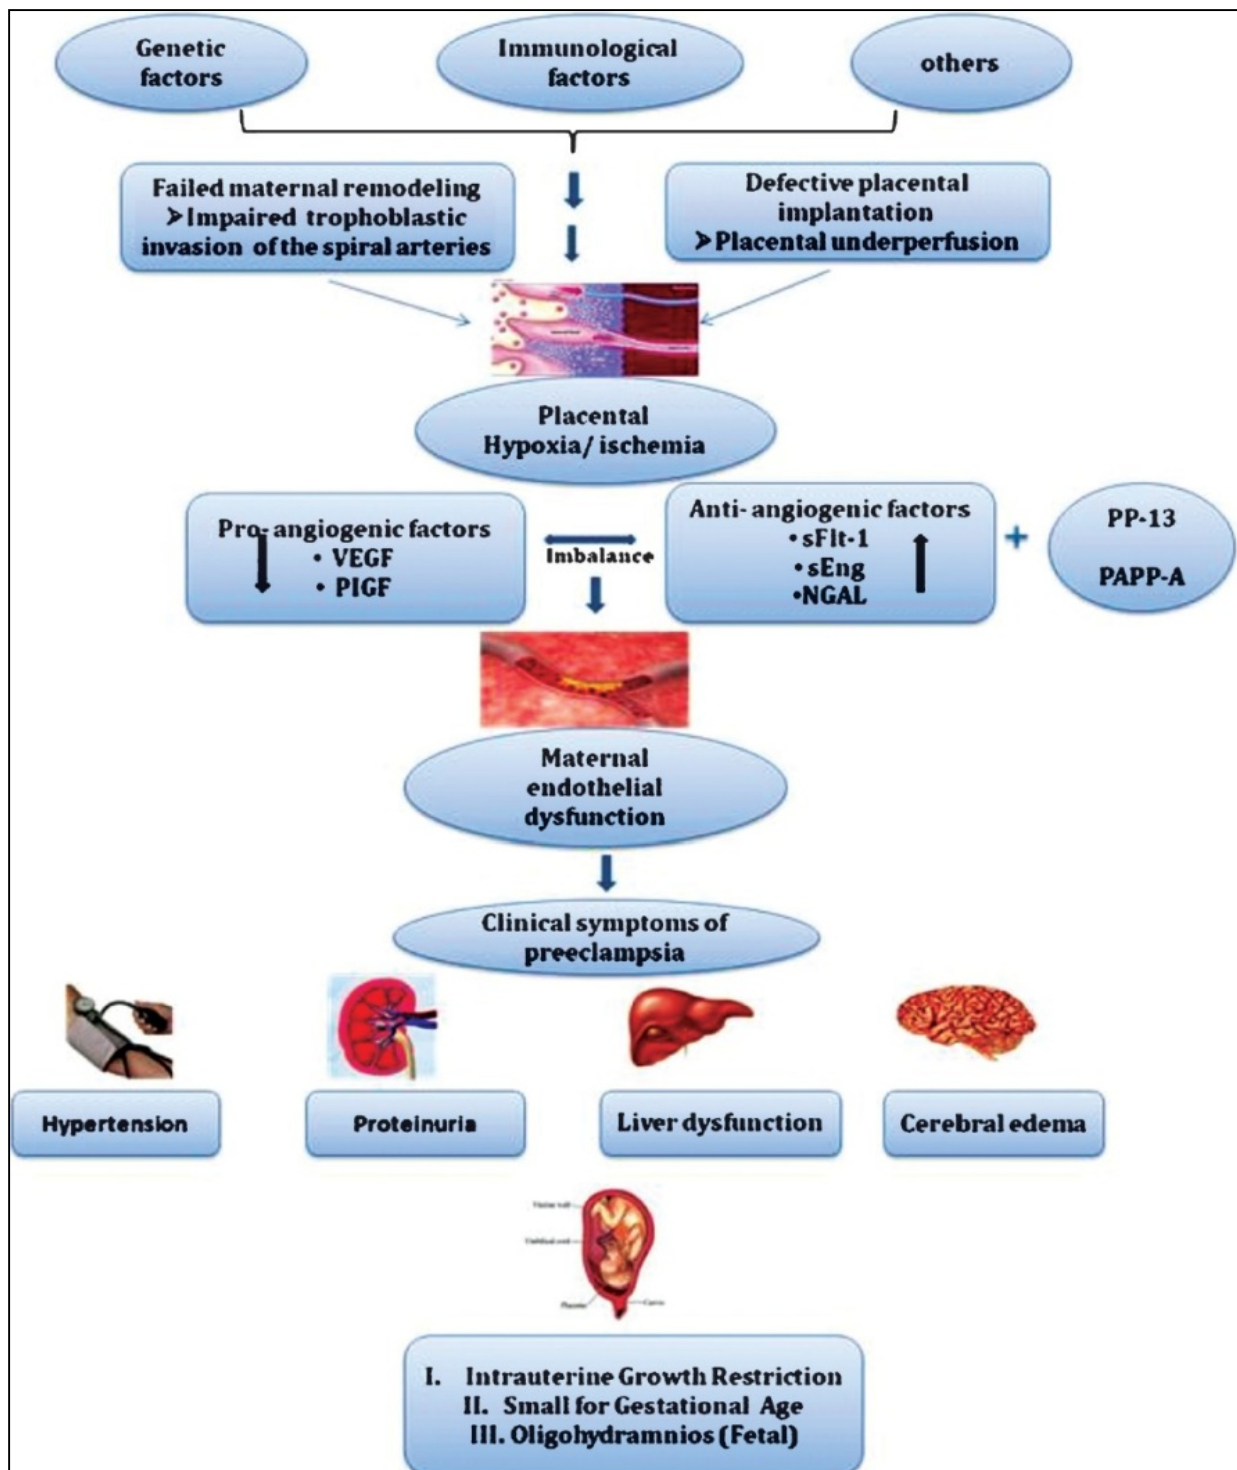 Genetic
factors
Immunological
factors
others
Failed maternal remodeling
➤Impaired trophoblastic
invasion of the spiral arteries
Defective placental
implantation
➤Placental underperfusion
Placental
Hypoxia/ ischemia
Pro-angiogenic factors
• VEGF
• PIGF
Imbalance
Anti- angiogenic factors
•sFlt-1
•sEng
•NGAL
+
PP-13
PAPP-A
Maternal
endothelial
dysfunction
Clinical symptoms of
preeclampsia
Hypertension
Proteinuria
Liver dysfunction
Cerebral edema
Umbilical cord
Placenta
Cervix
I. Intrauterine Growth Restriction
II. Small for Gestational Age
III. Oligohydramnios (Fetal)